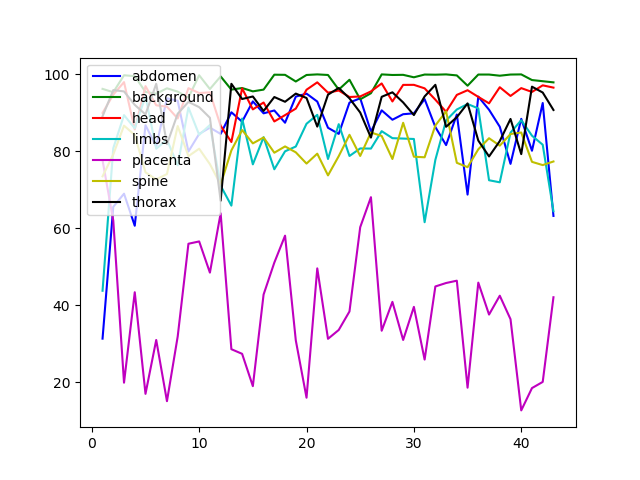 abdomen
background
head
limbs
placenta
spine
thorax
100
80
60
40
20
0
10
20
30
40